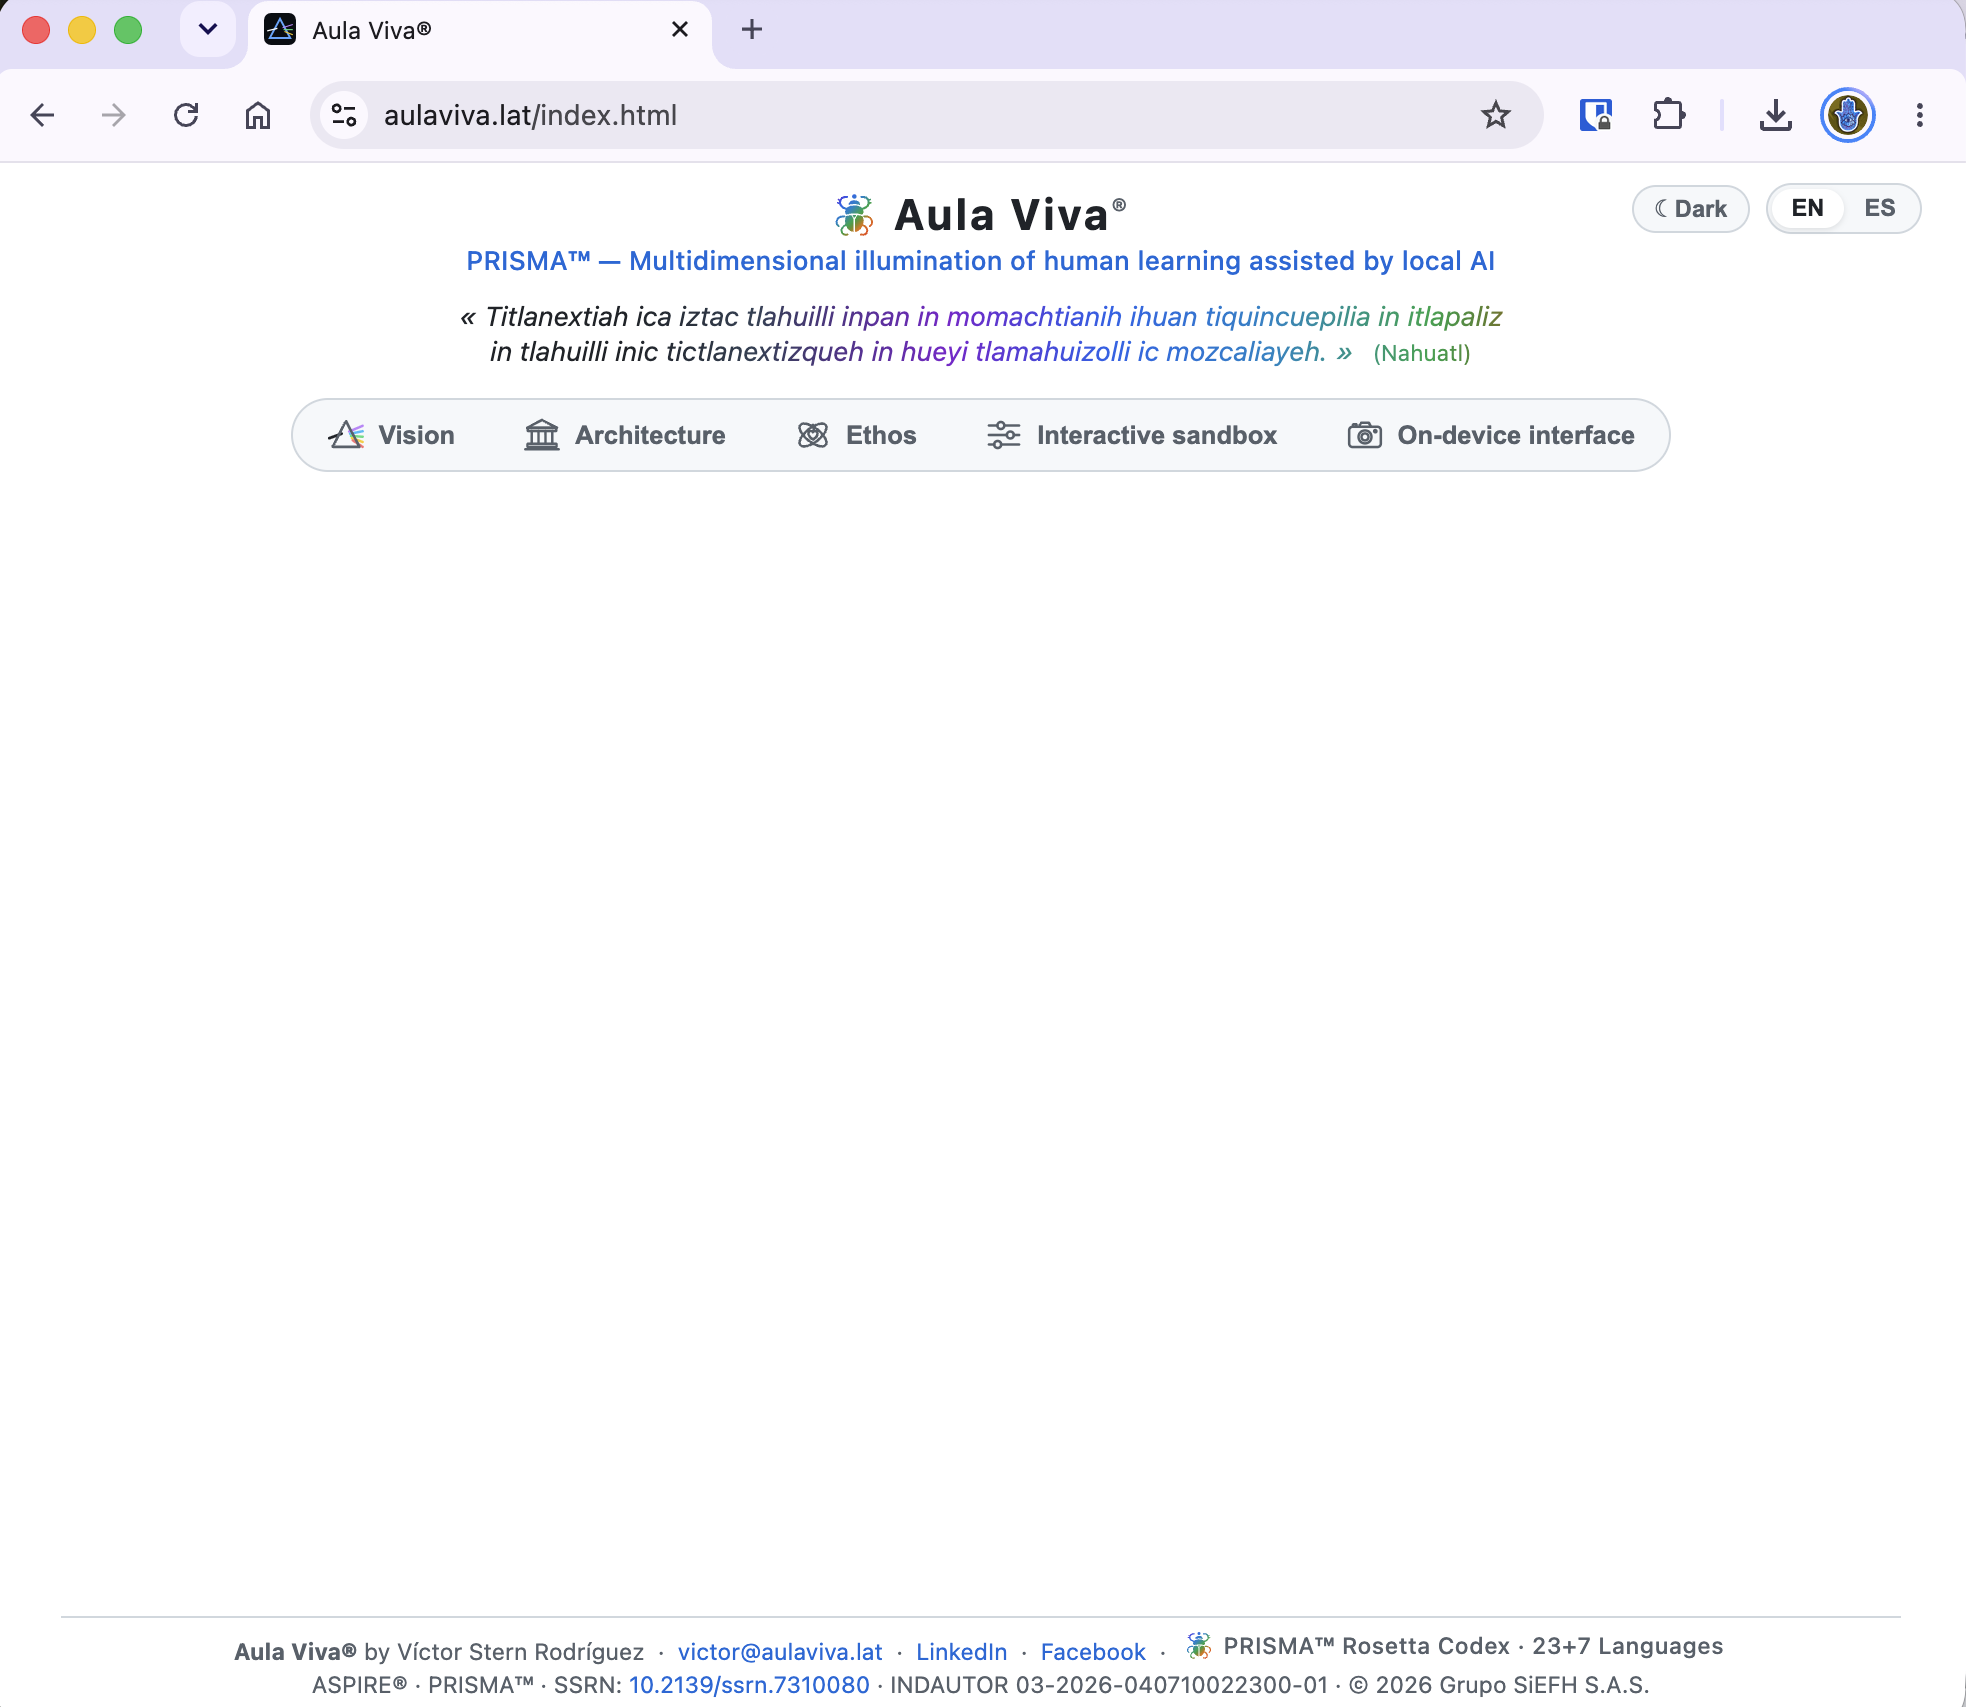 Aula Viva®
aulaviva.lat/index.html
Aula Viva®
☾ Dark
EN ES
PRISMA™ — Multidimensional illumination of human learning assisted by local AI
« Titlanextiah ica iztac tlahuilli inpan in momachtianih ihuan tiquincuepilia in itlapaliz
in tlahuilli inic tictlanextizqueh in hueyi tlamahuizolli ic mozcaliayeh. » (Nahuatl)
Vision Architecture Ethos Interactive sandbox On-device interface
Aula Viva® by Víctor Stern Rodríguez · victor@aulaviva.lat · LinkedIn · Facebook · PRISMA™ Rosetta Codex · 23+7 Languages
ASPIRE® · PRISMA™ · SSRN: 10.2139/ssrn.7310080 · INDAUTOR 03-2026-040710022300-01 · © 2026 Grupo SiEFH S.A.S.